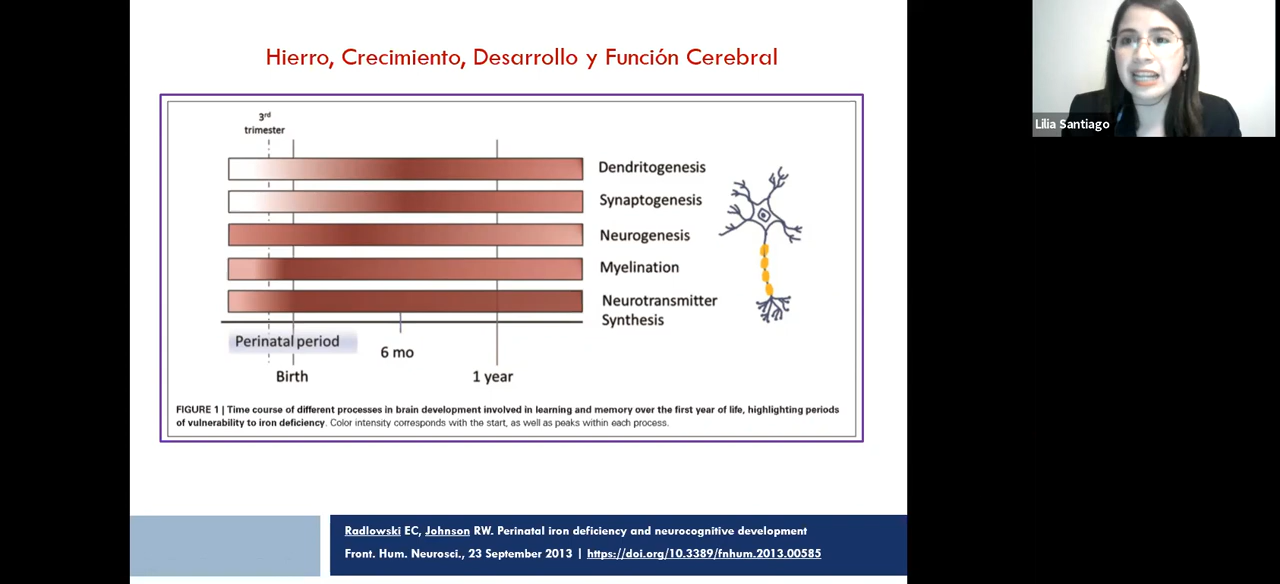 Hierro, Crecimiento, Desarrollo y Función Cerebral
Lilia Santiago
3rd
trimester
Dendritogenesis
Synaptogenesis
Neurogenesis
Myelination
Neurotransmitter
Synthesis
Perinatal period
6 mo
Birth
1 year
FIGURE 1 | Time course of different processes in brain development involved in learning and memory over the first year of life, highlighting periods
of vulnerability to iron deficiency. Color intensity corresponds with the start, as well as peaks within each process.
Radlowski EC, Johnson RW. Perinatal iron deficiency and neurocognitive development
Front. Hum. Neurosci., 23 September 2013 | https://doi.org/10.3389/fnhum.2013.00585